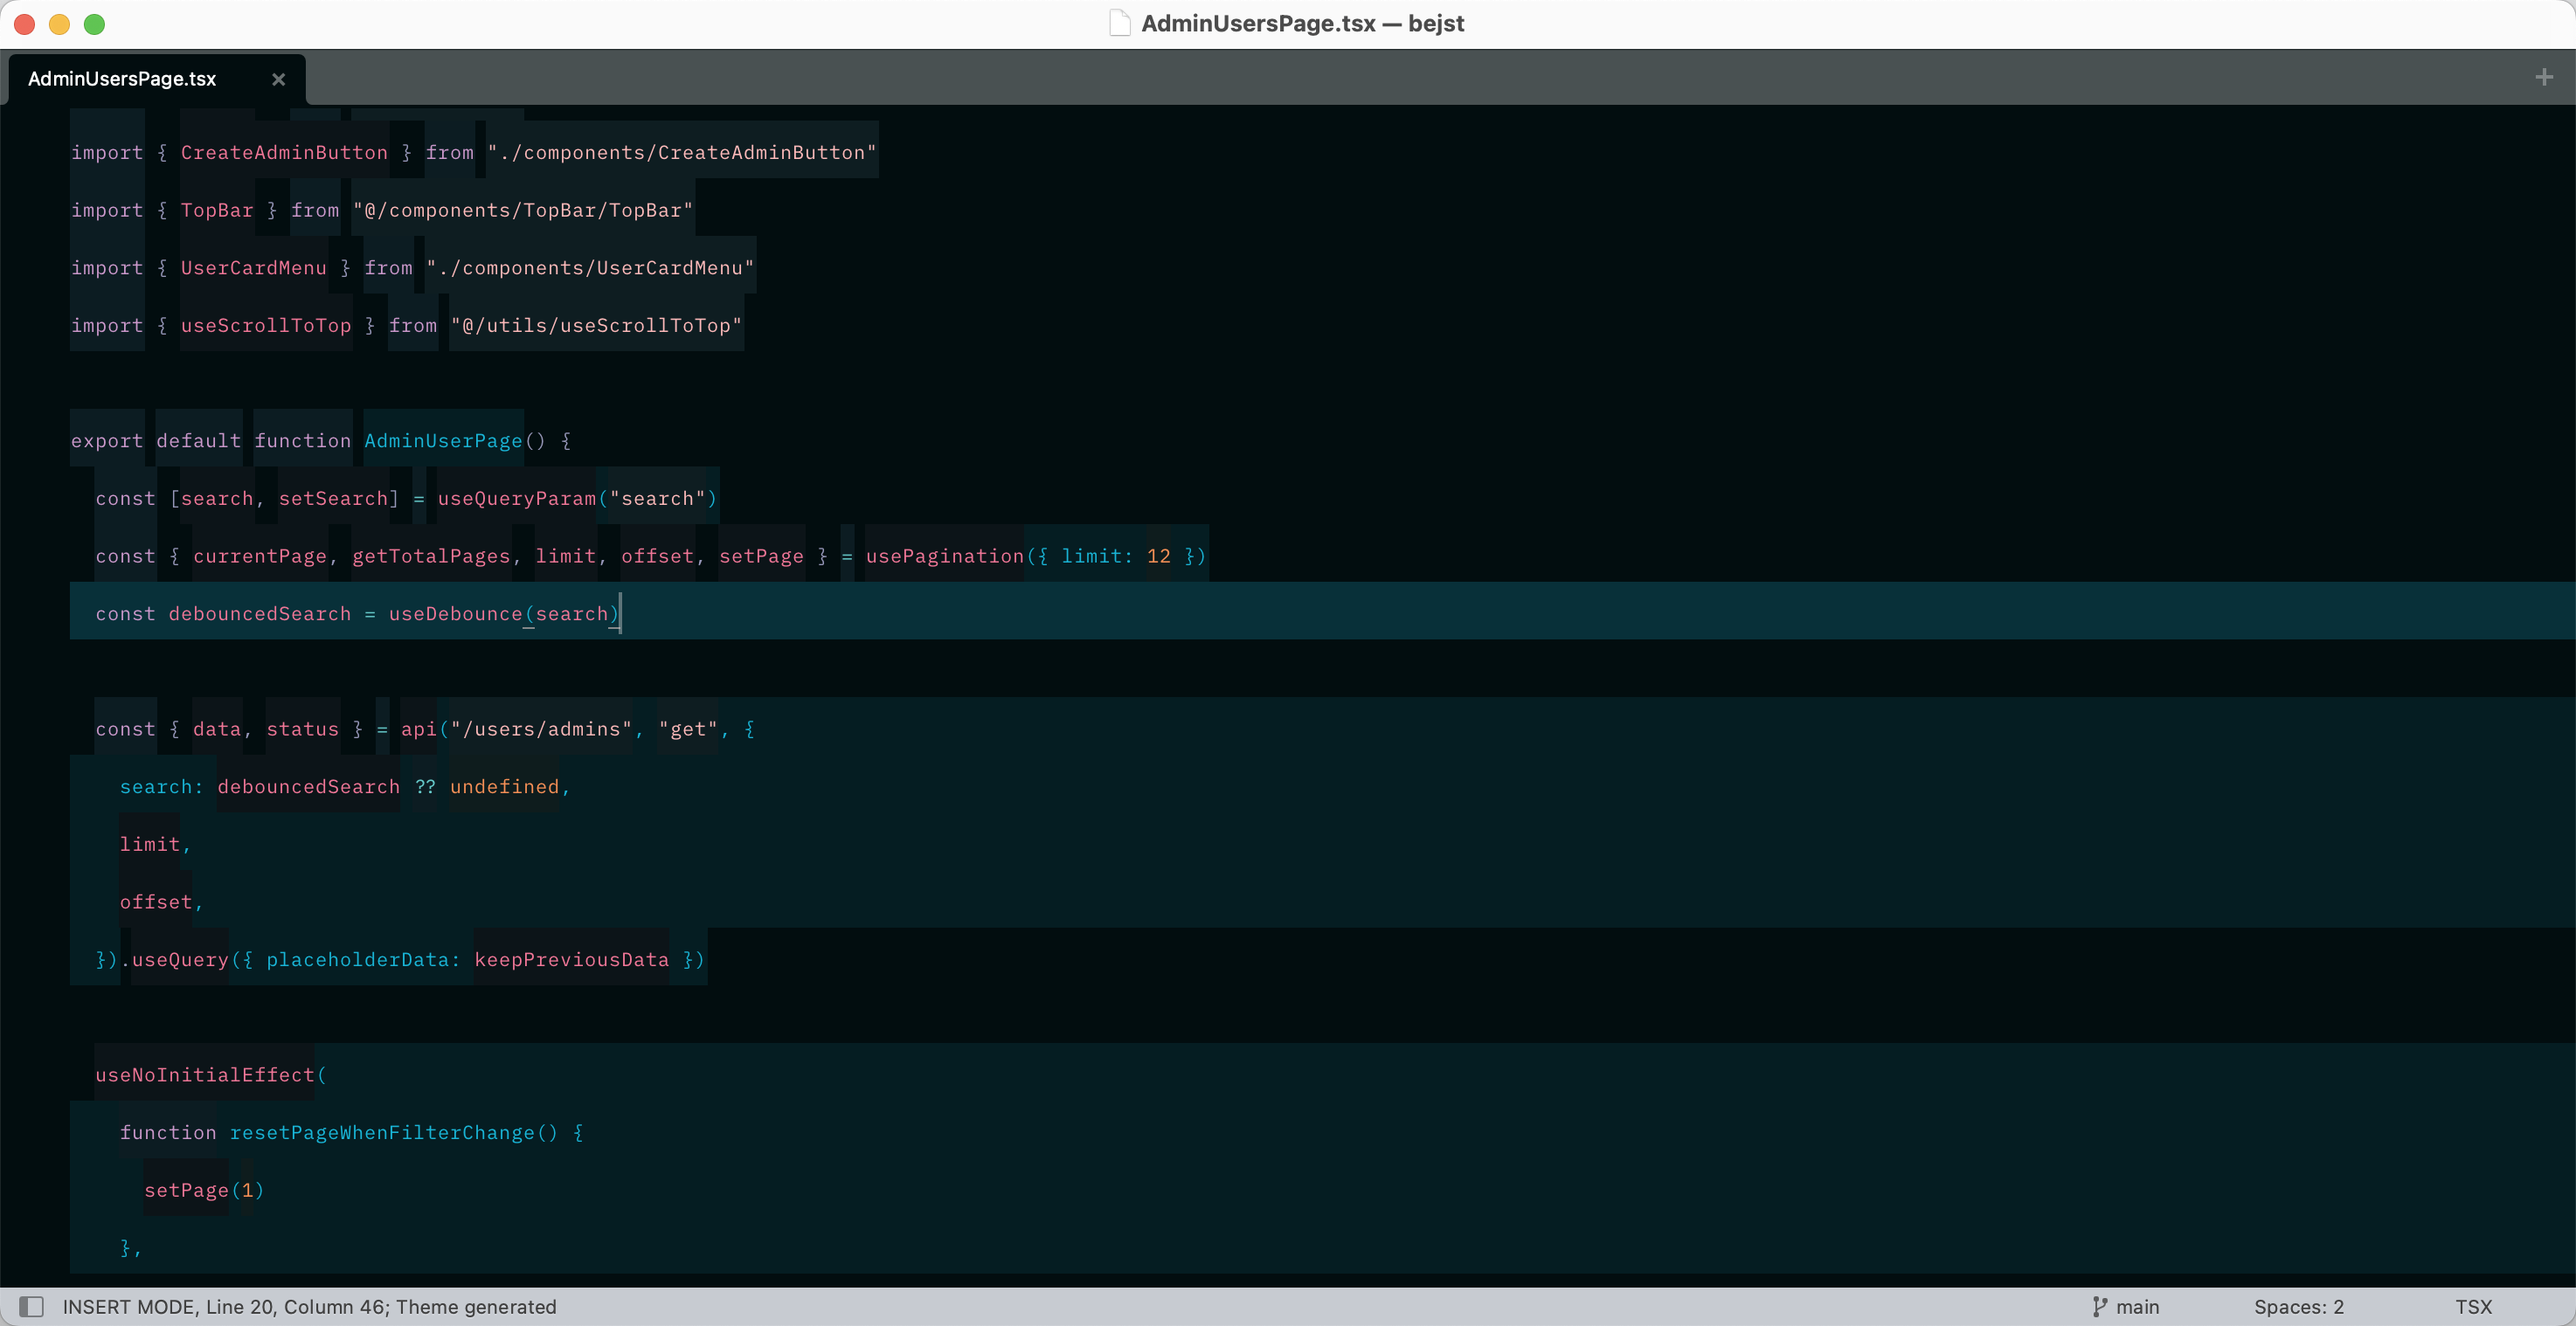 AdminUsersPage.tsx — bejst
AdminUsersPage.tsx
import { CreateAdminButton } from "./components/CreateAdminButton"
import { TopBar } from "@/components/TopBar/TopBar"
import { UserCardMenu } from "./components/UserCardMenu"
import { useScrollToTop } from "@/utils/useScrollToTop"
export default function AdminUserPage() {
const [search, setSearch] = useQueryParam("search")
const { currentPage, getTotalPages, limit, offset, setPage } = usePagination({ limit: 12 })
const debouncedSearch = useDebounce(search)
const { data, status } = api("/users/admins", "get", {
search: debouncedSearch ?? undefined,
limit,
offset,
}).useQuery({ placeholderData: keepPreviousData })
useNoInitialEffect(
function resetPageWhenFilterChange() {
setPage(1)
},
INSERT MODE, Line 20, Column 46; Theme generated
main
Spaces: 2
TSX